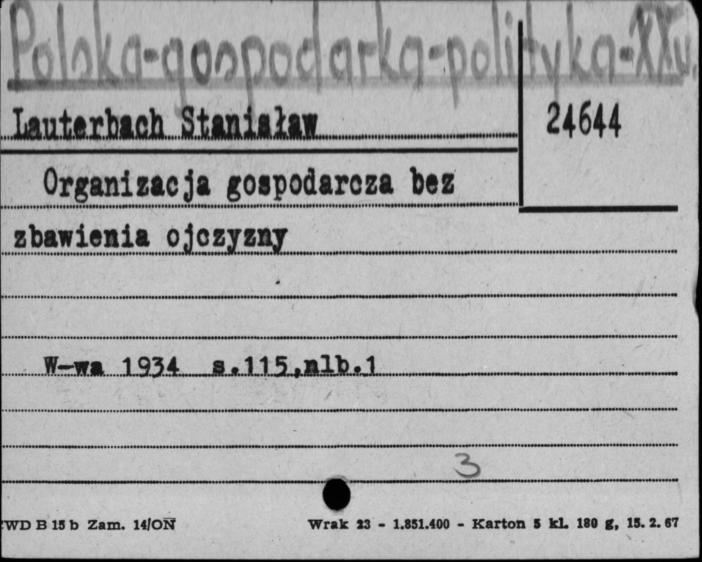 Polska-gospodarka-polityka-XXw.
Lauterbach Stanisław 24644
Organizacja gospodarcza bez
zbawienia ojczyzny
W-wa 1934 s.115,nlb.1
3
WD B 15 b Zam. 14/ON Wrak 23 - 1.851.400 - Karton 5 kl. 180 g, 15.2.67